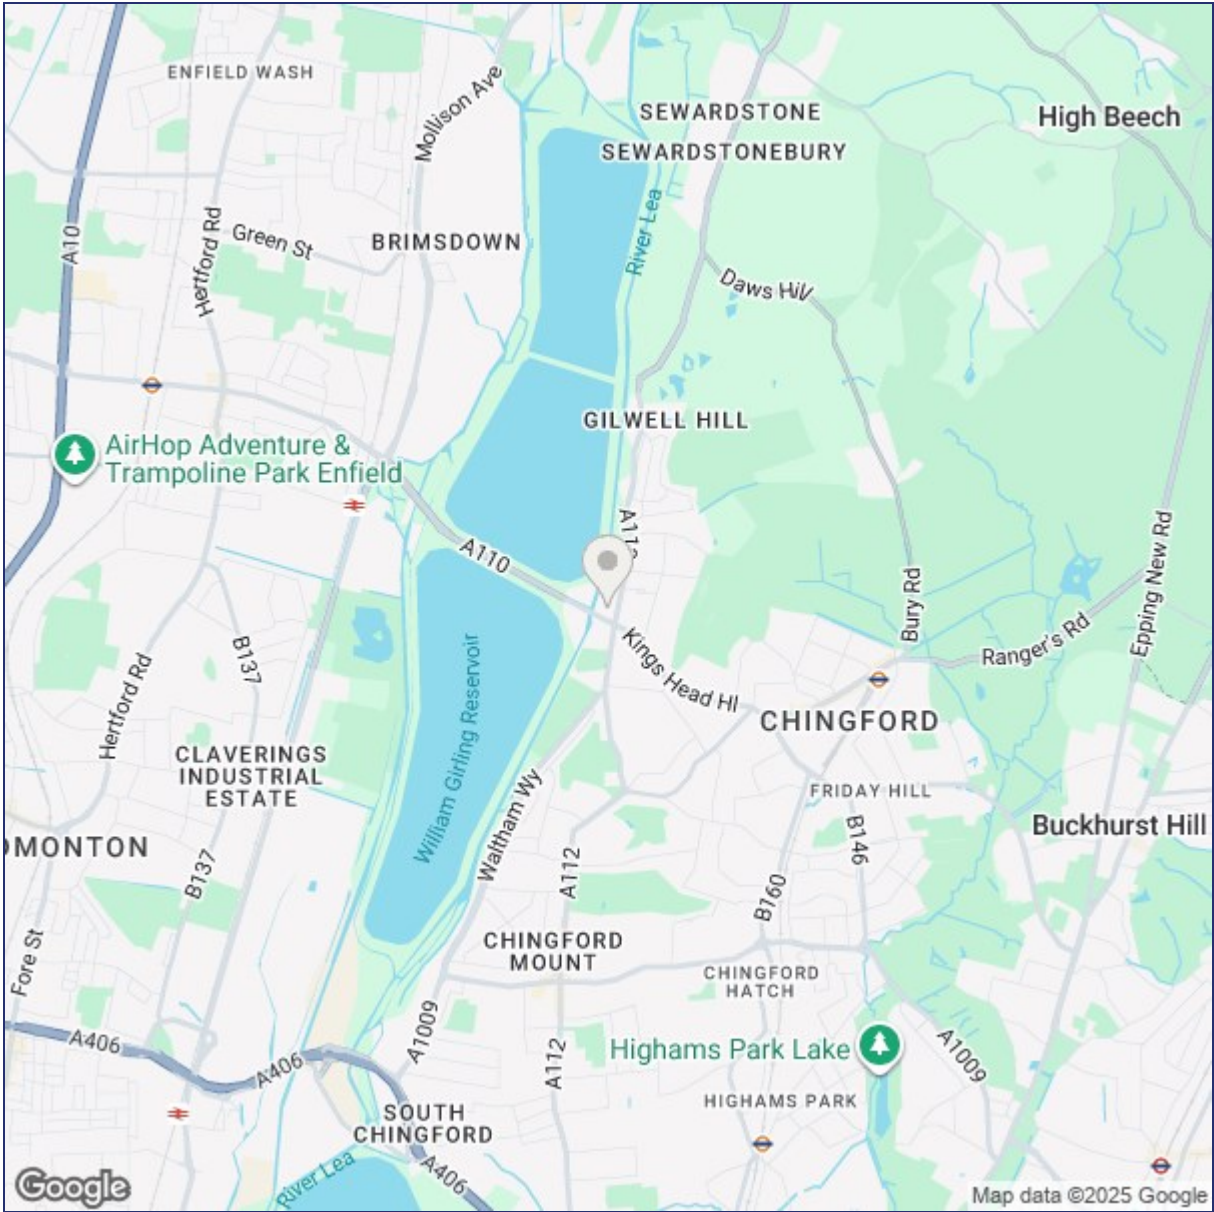 ENFIELD WASH
Mollison Ave
SEWARDSTONE
High Beech
SEWARDSTONEBURY
A10
Hertford Rd
Green St
BRIMSDOWN
River Lea
Daws Hil
AirHop Adventure &
Trampoline Park Enfield
GILWELL HILL
A110
Epping New Rd
Bury Rd
Ranger's Rd
Kings Head Hl
B137
Hertford Rd
William Girling Reservoir
CHINGFORD
CLAVERINGS
INDUSTRIAL
ESTATE
FRIDAY HILL
Waltham Wy
B146
Buckhurst Hill
DMONTON
B137
A112
B160
Fore St
CHINGFORD
MOUNT
CHINGFORD
HATCH
A406
A406
A1009
A112
Highams Park Lake
A1009
HIGHAMS PARK
SOUTH
CHINGFORD
River Lea
A406
Google
Map data ©2025 Google